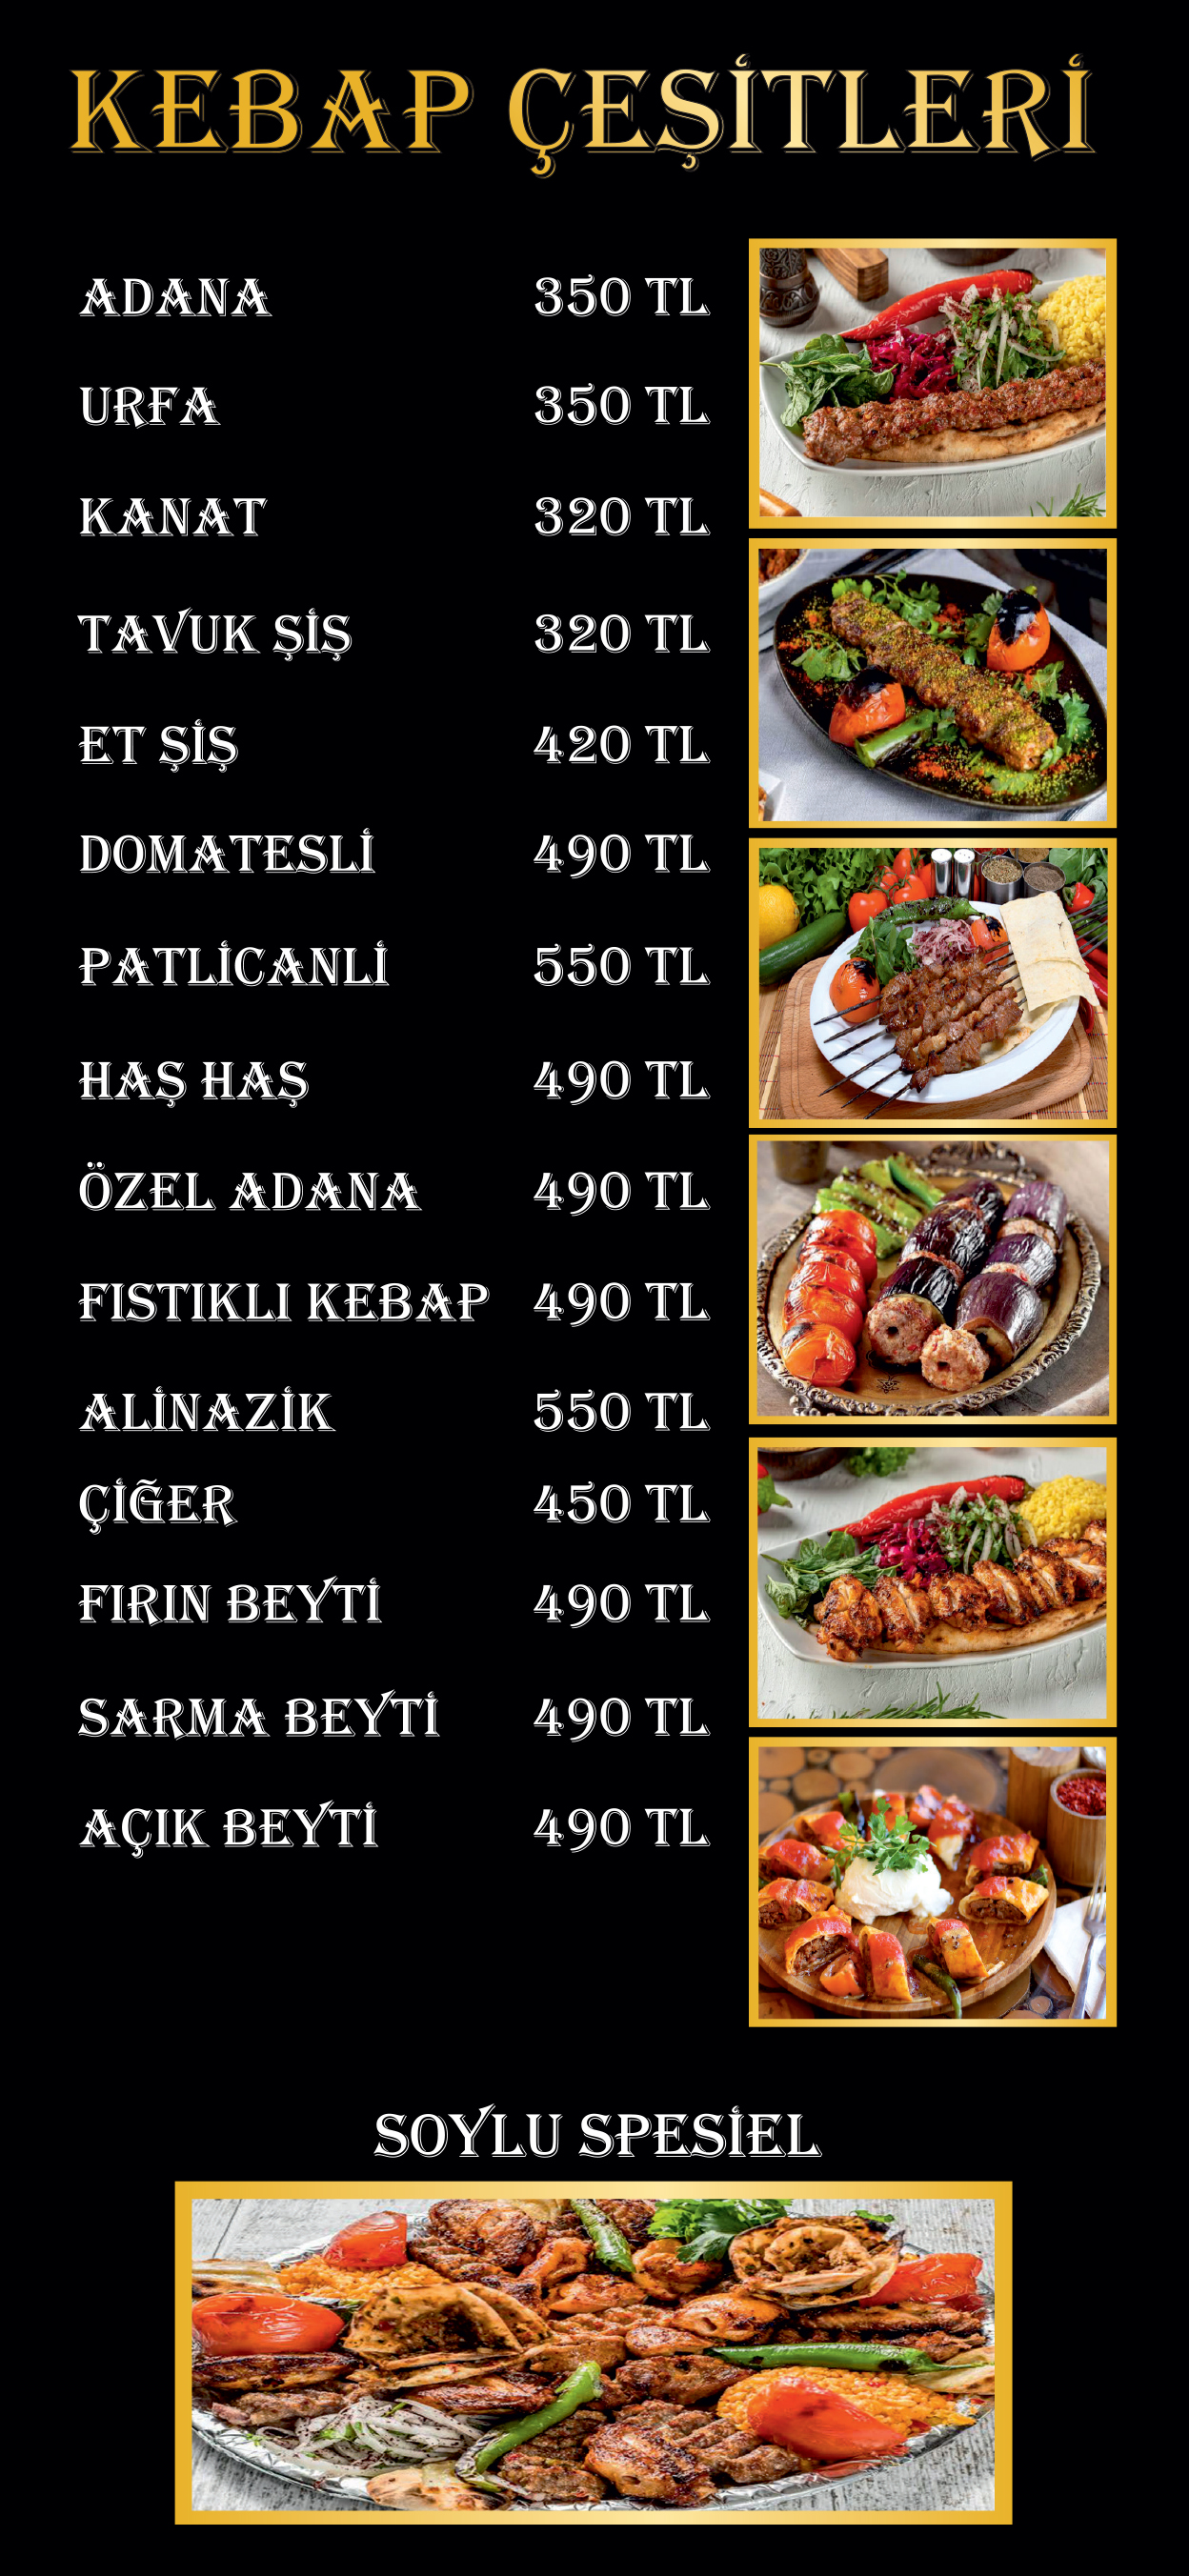 KEBAP ÇEŞİTLERİ
ADANA 350 TL
URFA 350 TL
KANAT 320 TL
TAVUK ŞİŞ 320 TL
ET ŞİŞ 420 TL
DOMATESLİ 490 TL
PATLİCANLİ 550 TL
HAŞ HAŞ 490 TL
ÖZEL ADANA 490 TL
FISTIKLI KEBAP 490 TL
ALİNAZİK 550 TL
ÇİĞER 450 TL
FIRIN BEYTİ 490 TL
SARMA BEYTİ 490 TL
AÇIK BEYTİ 490 TL
SOYLU SPESİEL